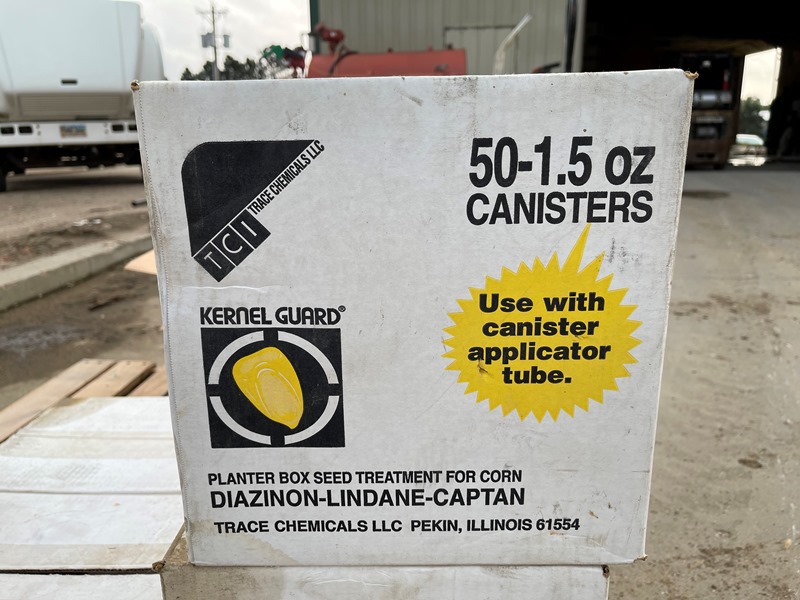 TCI
TRACE CHEMICALS LLC
50-1.5 oz
CANISTERS
Use with
canister
applicator
tube.
KERNEL GUARD®
PLANTER BOX SEED TREATMENT FOR CORN
DIAZINON-LINDANE-CAPTAN
TRACE CHEMICALS LLC PEKIN, ILLINOIS 61554